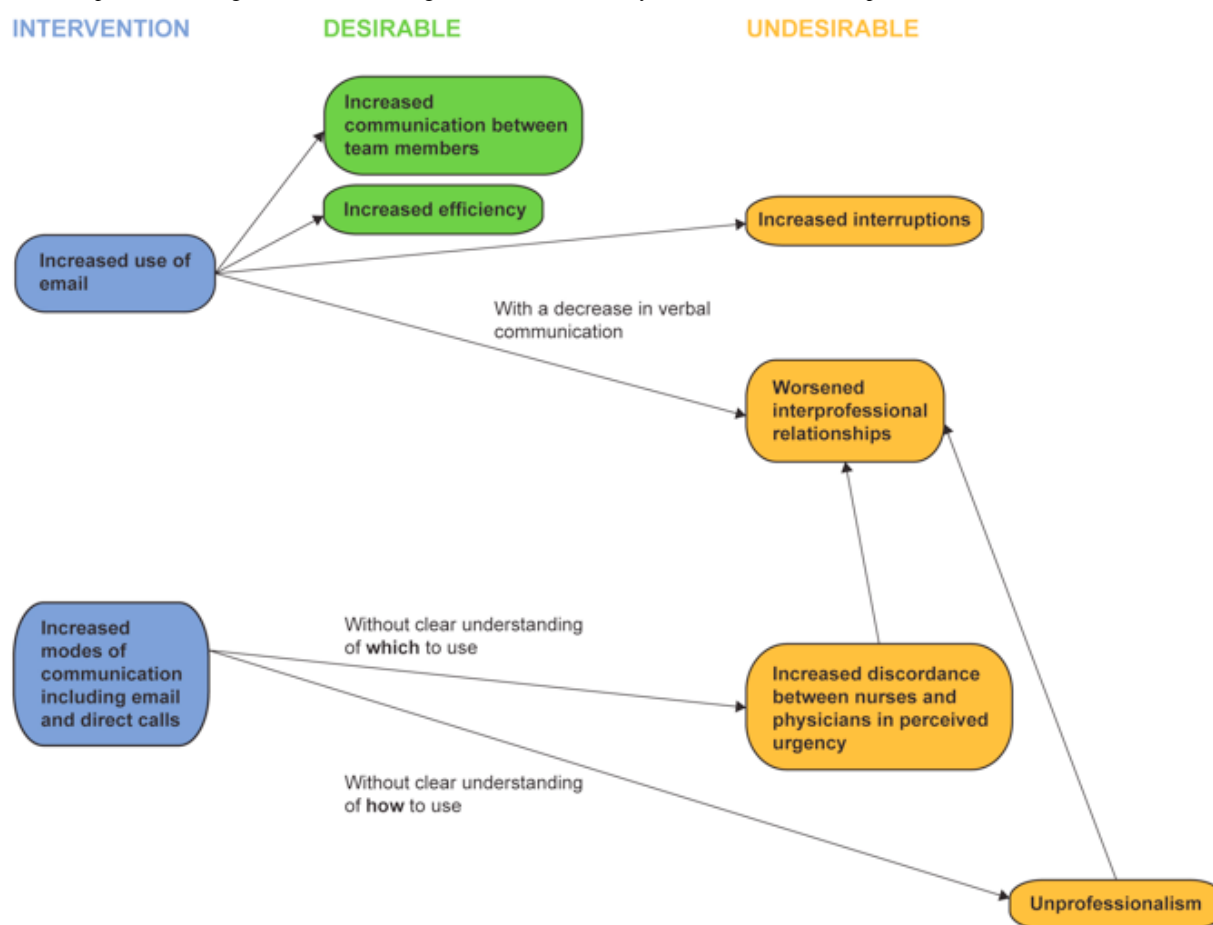 INTERVENTION
DESIRABLE
UNDESIRABLE
Increased
communication between
team members
Increased efficiency
Increased interruptions
Increased use of
email
With a decrease in verbal
communication
Worsened
interprofessional
relationships
Increased
modes of
communication
including email
and direct calls
Without clear understanding
of which to use
Increased discordance
between nurses and
physicians in perceived
urgency
Without clear understanding
of how to use
Unprofessionalism